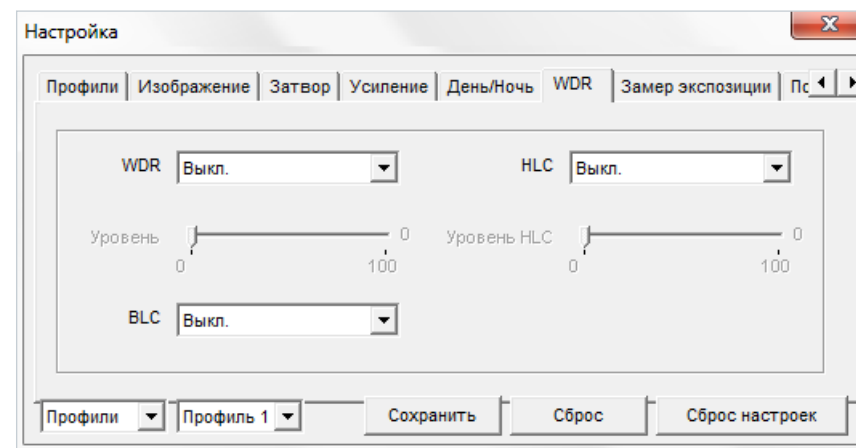 Настройка
Профили Изображение Затвор Усиление День/Ночь WDR Замер экспозиции
WDR Выкл. HLC Выкл.
Уровень 0 Уровень HLC 0
0 100 0 100
BLC Выкл.
Профили Профиль 1 Сохранить Сброс Сброс настроек